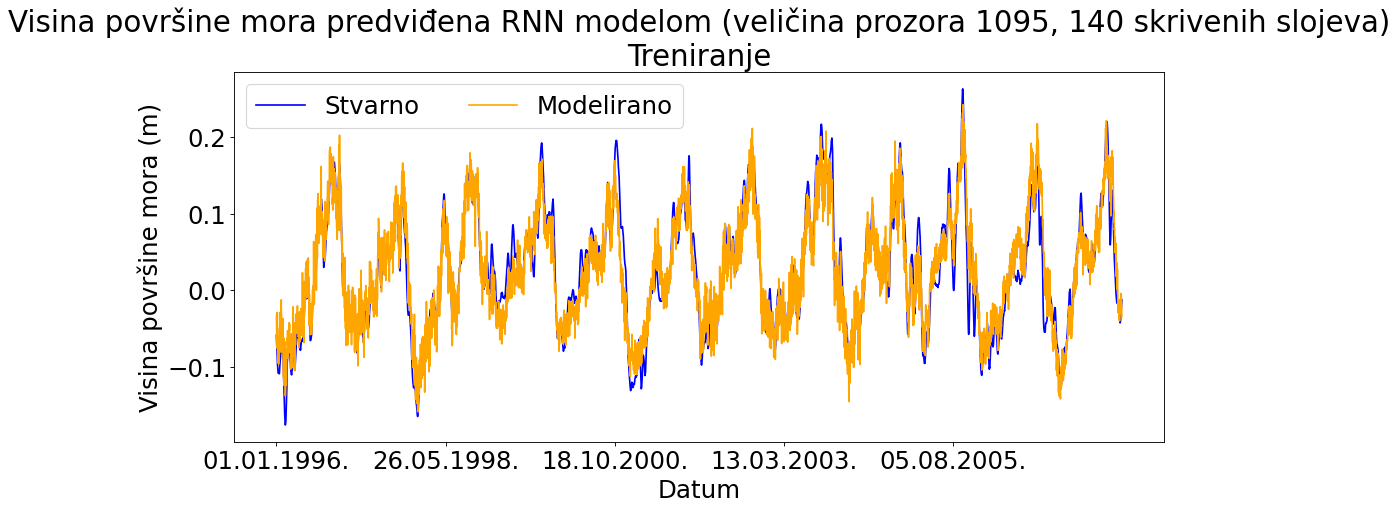 Visina površine mora predviđena RNN modelom (veličina prozora 1095, 140 skrivenih slojeva)
Treniranje
Stvarno
Modelirano
Visina površine mora (m)
0.2
0.1
0.0
−0.1
01.01.1996.
26.05.1998.
18.10.2000.
13.03.2003.
05.08.2005.
Datum